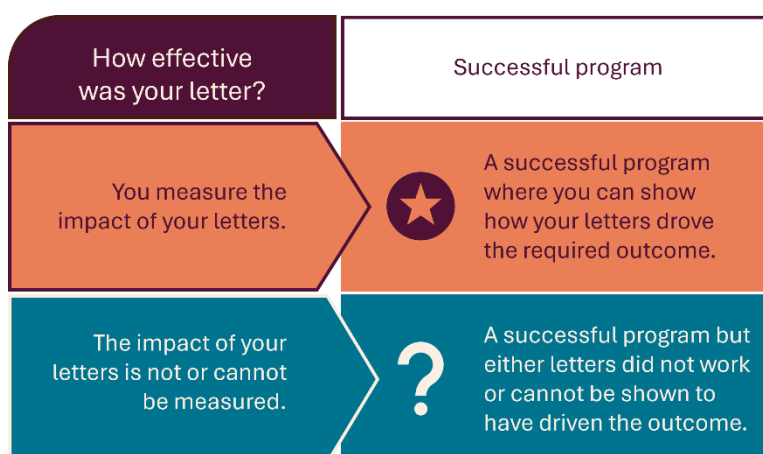 How effective
was your letter?
Successful program
You measure the
impact of your letters.
A successful program
where you can show
how your letters drove
the required outcome.
The impact of your
letters is not or cannot
be measured.
?
A successful program but
either letters did not work
or cannot be shown to
have driven the outcome.